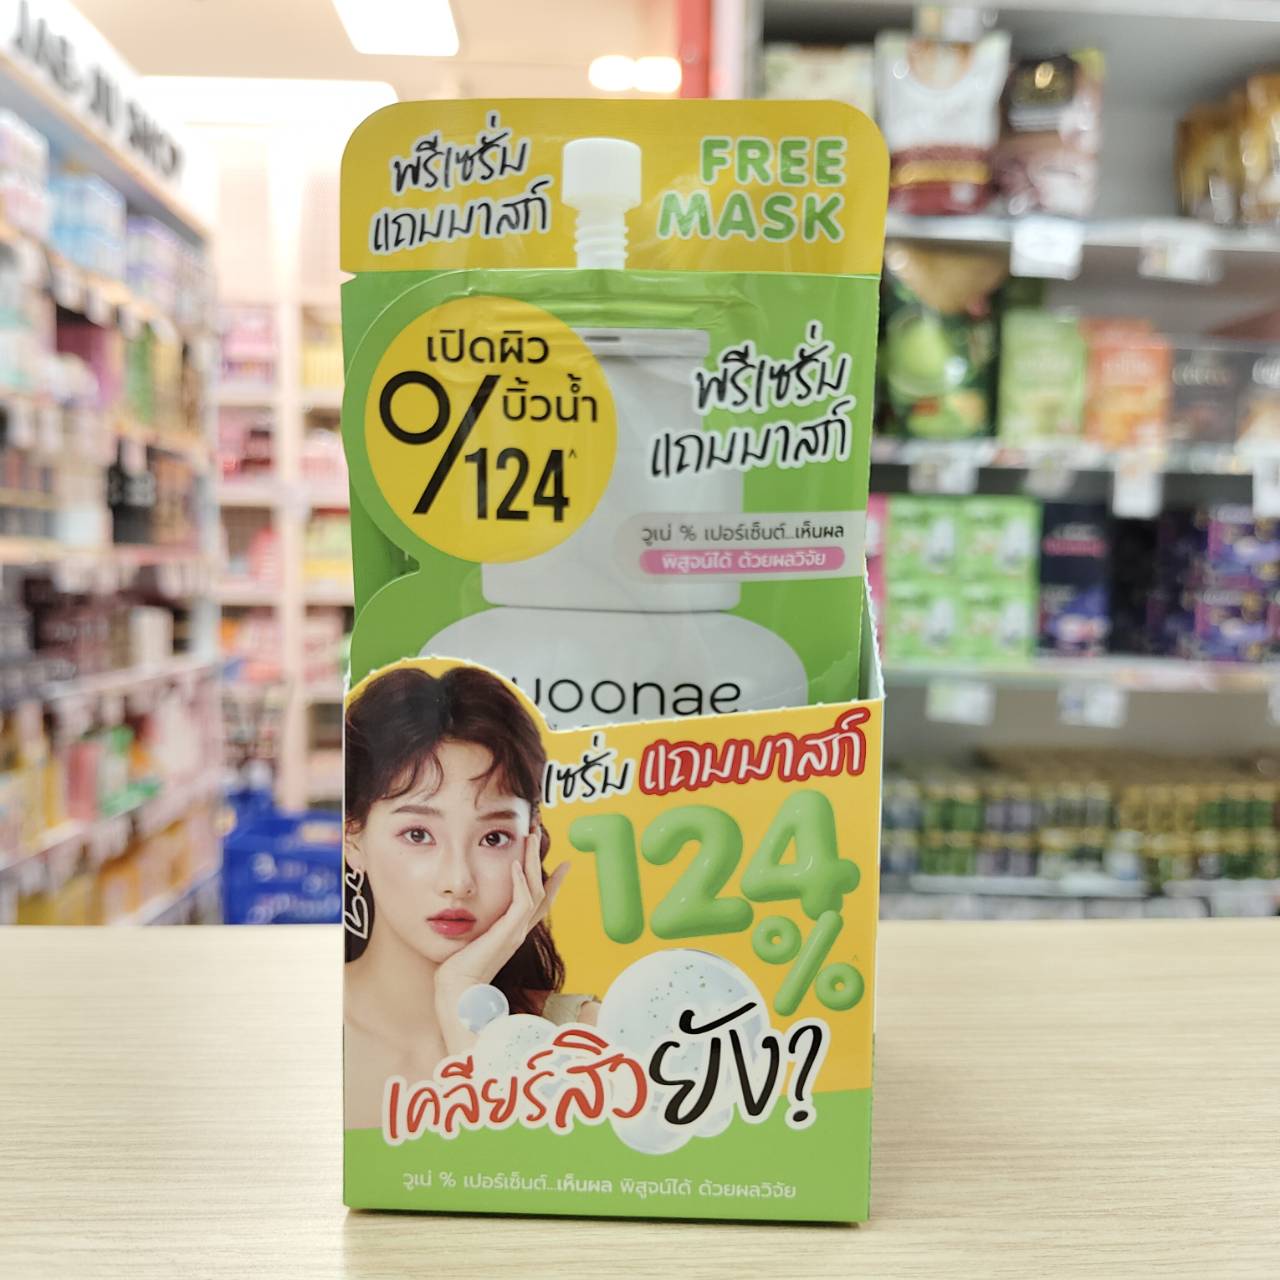 JAE-JU SHOP
ฟรีเซรั่ม
แถมมาสก์
FREE
MASK
เปิดผิว
บิ้วน้ำ
%124^
ฟรีเซรั่ม
แถมมาสก์
วูเน่ % เปอร์เซ็นต์...เห็นผล
พิสูจน์ได้ ด้วยผลวิจัย
woonae
เซรั่ม แถมมาสก์
124
%^
เคลียร์สิวยัง?
วูเน่ % เปอร์เซ็นต์...เห็นผล พิสูจน์ได้ ด้วยผลวิจัย